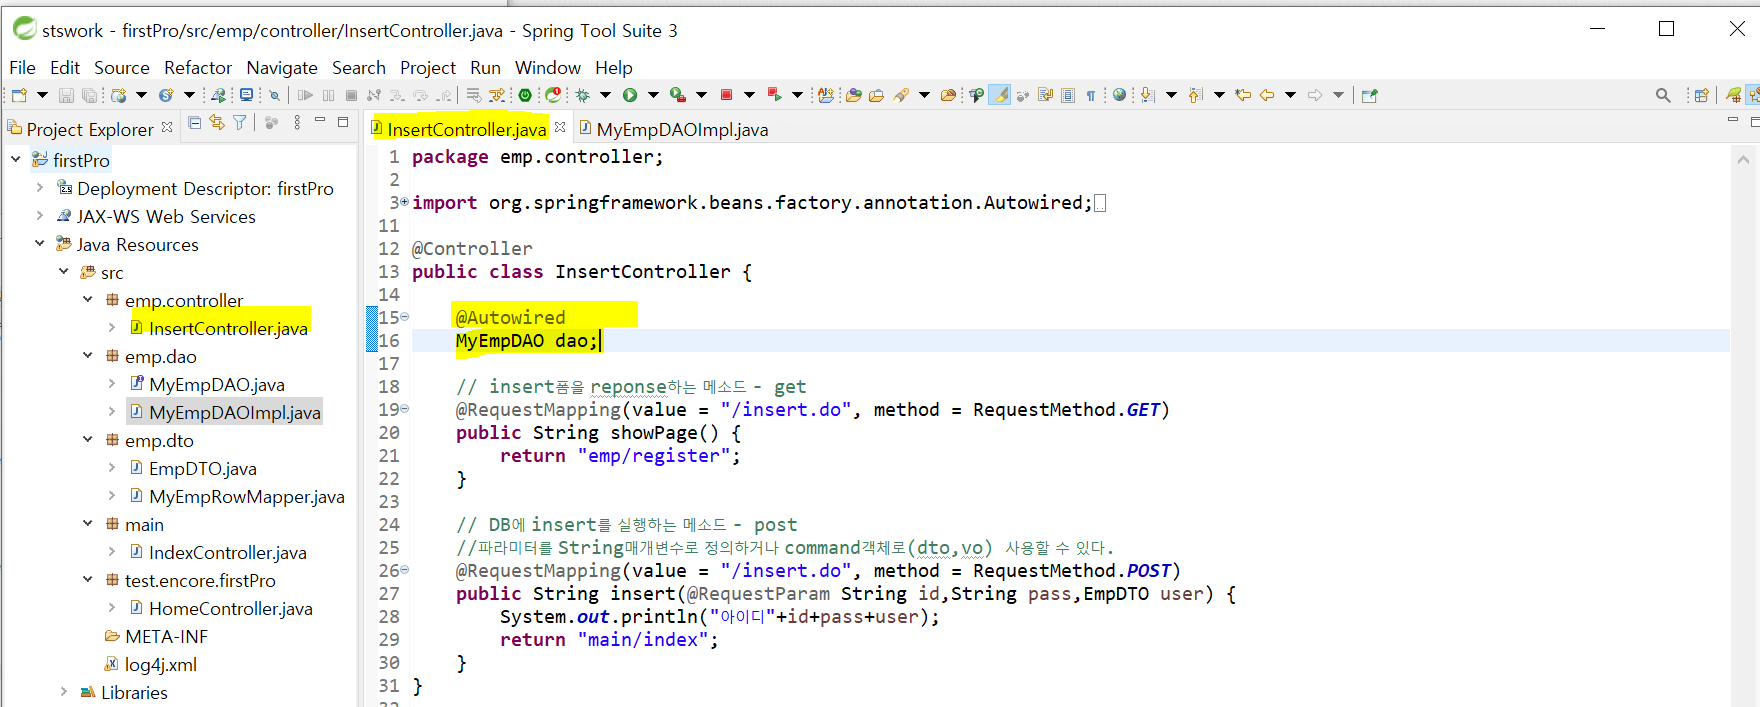 stswork - firstPro/src/emp/controller/InsertController.java - Spring Tool Suite 3
File Edit Source Refactor Navigate Search Project Run Window Help
Project Explorer
InsertController.java
MyEmpDAOImpl.java
firstPro
Deployment Descriptor: firstPro
JAX-WS Web Services
Java Resources
src
emp.controller
InsertController.java
emp.dao
MyEmpDAO.java
MyEmpDAOImpl.java
emp.dto
EmpDTO.java
MyEmpRowMapper.java
main
IndexController.java
test.encore.firstPro
HomeController.java
META-INF
log4j.xml
Libraries
1 package emp.controller;
2
3 import org.springframework.beans.factory.annotation.Autowired;
11
12 @Controller
13 public class InsertController {
14
15 @Autowired
16 MyEmpDAO dao;
17
18 // insert폼을 reponse하는 메소드 - get
19 @RequestMapping(value = "/insert.do", method = RequestMethod.GET)
20 public String showPage() {
21 return "emp/register";
22 }
23
24 // DB에 insert를 실행하는 메소드 - post
25 //파라미터를 String매개변수로 정의하거나 command객체로(dto,vo) 사용할 수 있다.
26 @RequestMapping(value = "/insert.do", method = RequestMethod.POST)
27 public String insert(@RequestParam String id,String pass,EmpDTO user) {
28 System.out.println("아이디"+id+pass+user);
29 return "main/index";
30 }
31 }